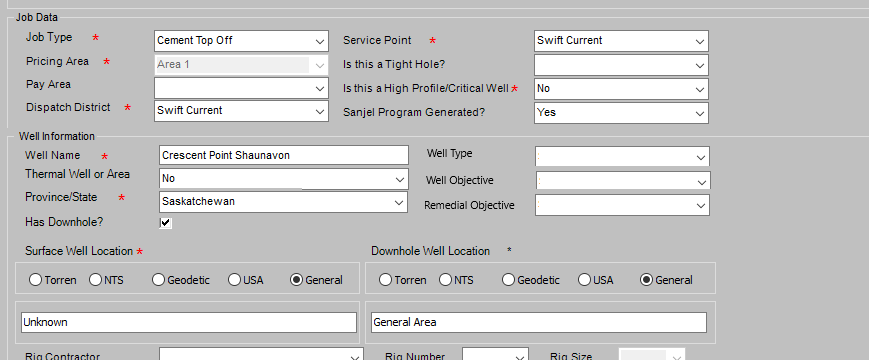 Job Data
Job Type * Cement Top Off Service Point * Swift Current
Pricing Area * Area 1 Is this a Tight Hole?
Pay Area Is this a High Profile/Critical Well * No
Dispatch District * Swift Current Sanjel Program Generated? Yes
Well Information
Well Name * Crescent Point Shaunavon Well Type
Thermal Well or Area No Well Objective
Province/State * Saskatchewan Remedial Objective
Has Downhole?
Surface Well Location * Downhole Well Location *
Torren NTS Geodetic USA General Torren NTS Geodetic USA General
Unknown General Area
Rig Contractor Rig Number Rig Size